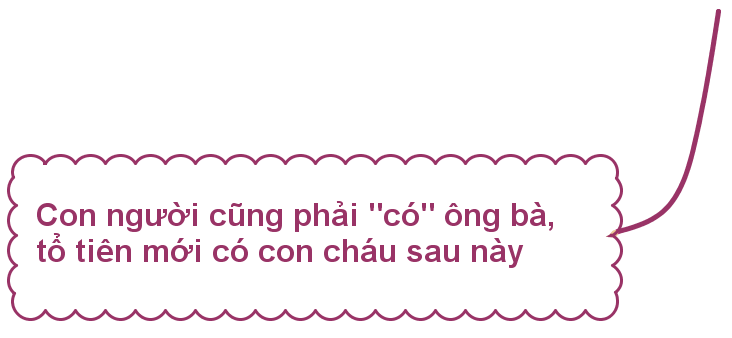 Con người cũng phải "có" ông bà,
tổ tiên mới có con cháu sau này